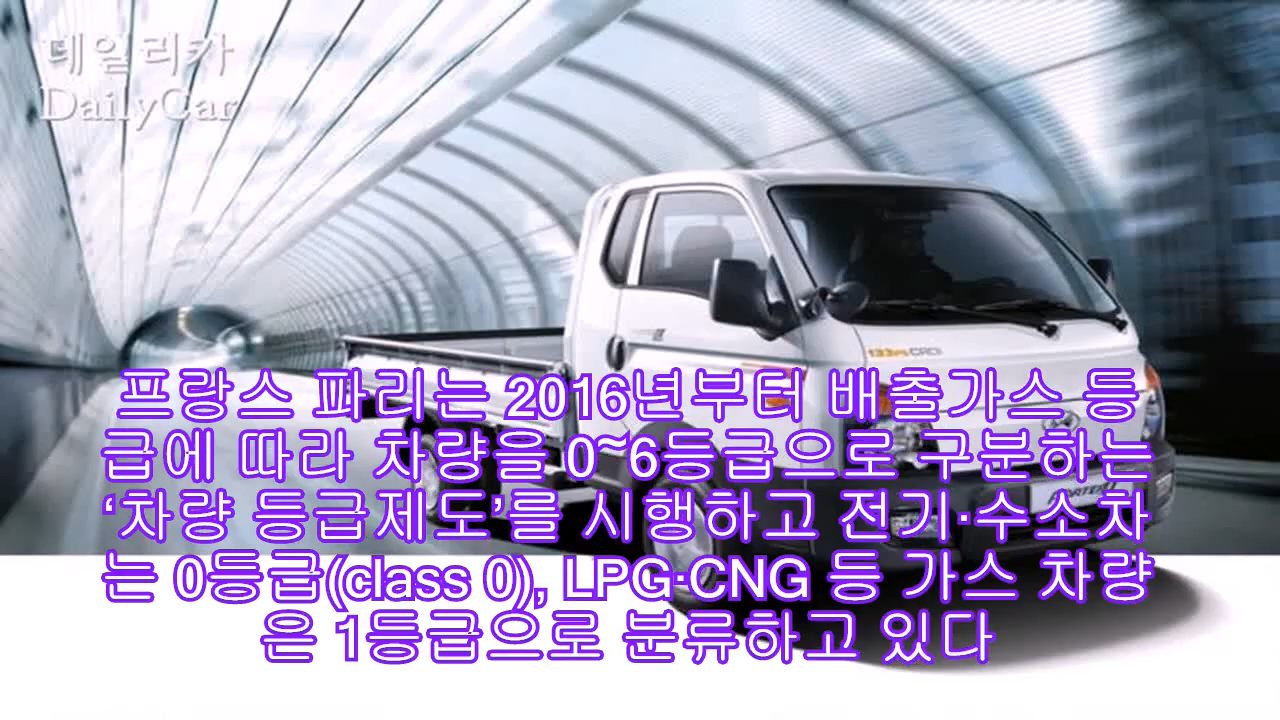 데일리카
DailyCar
133PS CRDi
프랑스 파리는 2016년부터 배출가스 등
급에 따라 차량을 0~6등급으로 구분하는
‘차량 등급제도’를 시행하고 전기·수소차
는 0등급(class 0), LPG·CNG 등 가스 차량
은 1등급으로 분류하고 있다